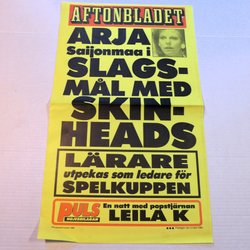 AFTONBLADET
ARJA
Saijonmaa i
SLAGS-
MÅL MED
SKIN-
HEADS
LÄRARE
utpekas som ledare för
SPELKUPPEN
PULS
NÖJESBILAGAN
En natt med popstjärnan
LEILA K